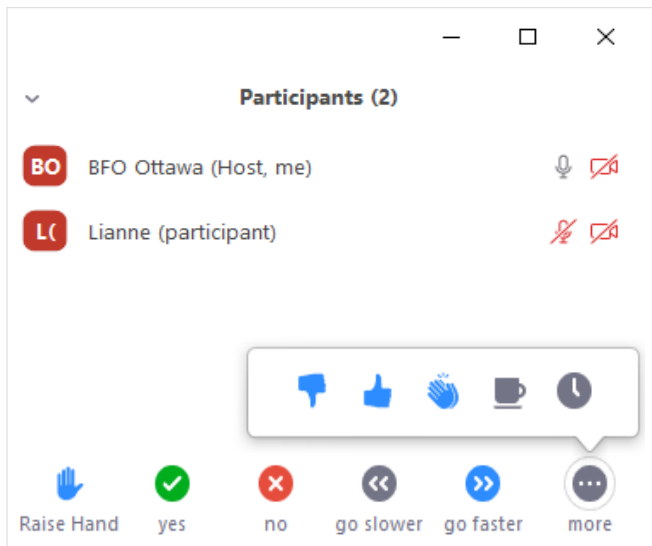 Participants (2)
BO BFO Ottawa (Host, me)
L( Lianne (participant)
Raise Hand yes no go slower go faster more